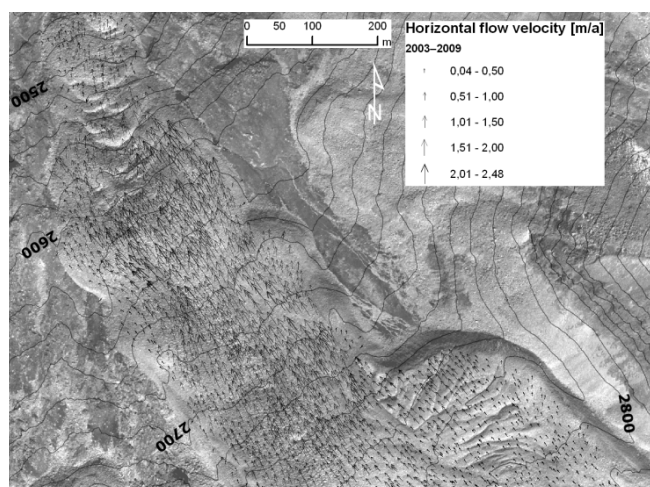 0 100 200
m
Horizontal flow velocity [m/a]
2003–2009
0,04 - 0,50
0,51 - 1,00
1,01 - 1,50
1,51 - 2,00
2,01 - 2,48
N
2500
2600
2700
2800